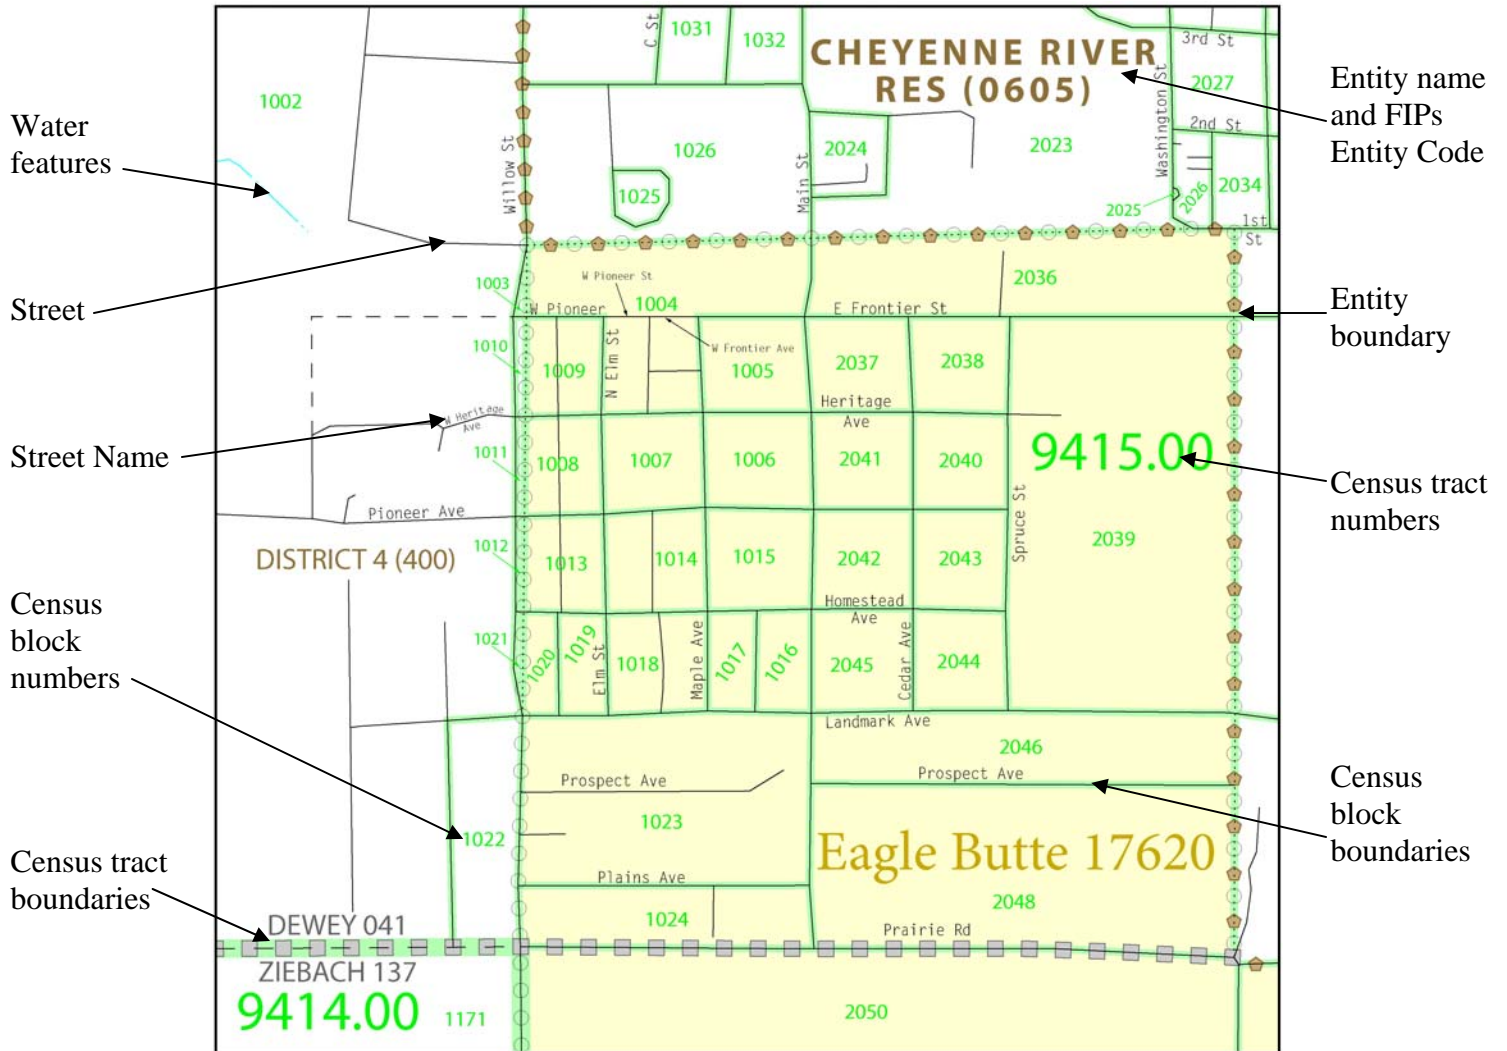 C St
1031
1032
CHEYENNE RIVER
RES (0605)
3rd St
Washington St
2027
Entity name
and FIPs
Entity Code
1002
Water
features
Willow St
1026
Main St
2024
2023
2nd St
1025
2025
2026
2034
1st
St
Street
1003
W Pioneer St
W Pioneer
1004
E Frontier St
2036
Entity
boundary
1010
1009
N Elm St
W Frontier Ave
1005
2037
2038
Heritage
Ave
W Heritage
Ave
Street Name
1011
1008
1007
1006
2041
2040
9415.00
Census tract
numbers
Pioneer Ave
Spruce St
DISTRICT 4 (400)
1012
1013
1014
1015
2042
2043
2039
Homestead
Ave
Census
block
numbers
1021
1020
1019
Elm St
1018
Maple Ave
1017
1016
2045
Cedar Ave
2044
Landmark Ave
2046
Prospect Ave
Prospect Ave
Census
block
boundaries
1022
1023
Eagle Butte 17620
Census tract
boundaries
Plains Ave
1024
2048
Prairie Rd
DEWEY 041
ZIEBACH 137
9414.00
1171
2050